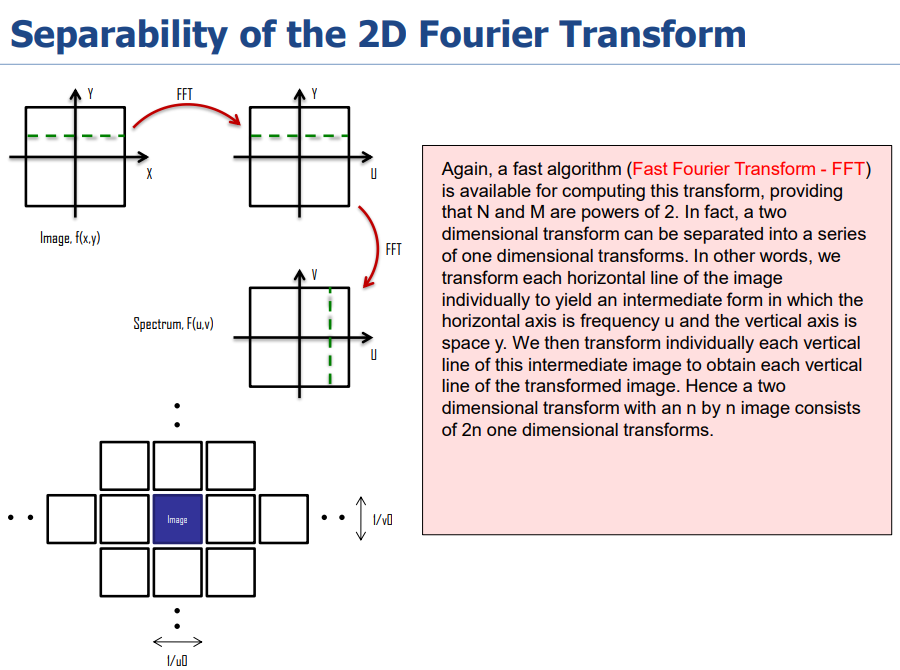 Separability of the 2D Fourier Transform
Y
FFT
Y
X
U
Image, f(x,y)
FFT
V
Spectrum, F(u,v)
U
Again, a fast algorithm (Fast Fourier Transform - FFT)
is available for computing this transform, providing
that N and M are powers of 2. In fact, a two
dimensional transform can be separated into a series
of one dimensional transforms. In other words, we
transform each horizontal line of the image
individually to yield an intermediate form in which the
horizontal axis is frequency u and the vertical axis is
space y. We then transform individually each vertical
line of this intermediate image to obtain each vertical
line of the transformed image. Hence a two
dimensional transform with an n by n image consists
of 2n one dimensional transforms.
Image
1/v0
1/u0